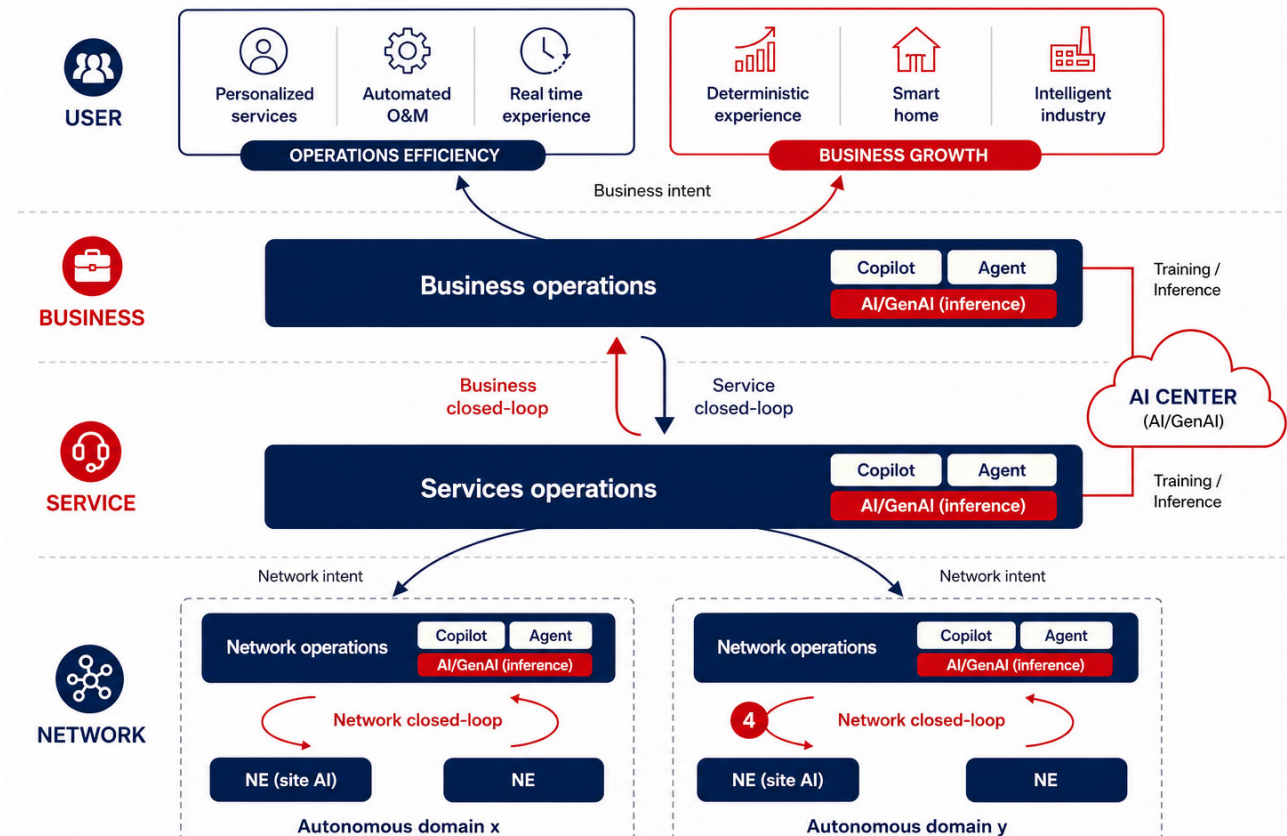 USER
Personalized
services
Automated
O&M
Real time
experience
OPERATIONS EFFICIENCY
Deterministic
experience
Smart
home
Intelligent
industry
BUSINESS GROWTH
Business intent
BUSINESS
Business operations
Copilot
Agent
AI/GenAI (inference)
Training /
Inference
Business
closed-loop
Service
closed-loop
AI CENTER
(AI/GenAI)
SERVICE
Services operations
Copilot
Agent
AI/GenAI (inference)
Training /
Inference
Network intent
Network intent
NETWORK
Network operations
Copilot
Agent
AI/GenAI (inference)
Network closed-loop
NE (site AI)
NE
Autonomous domain x
Network operations
Copilot
Agent
AI/GenAI (inference)
4
Network closed-loop
NE (site AI)
NE
Autonomous domain y